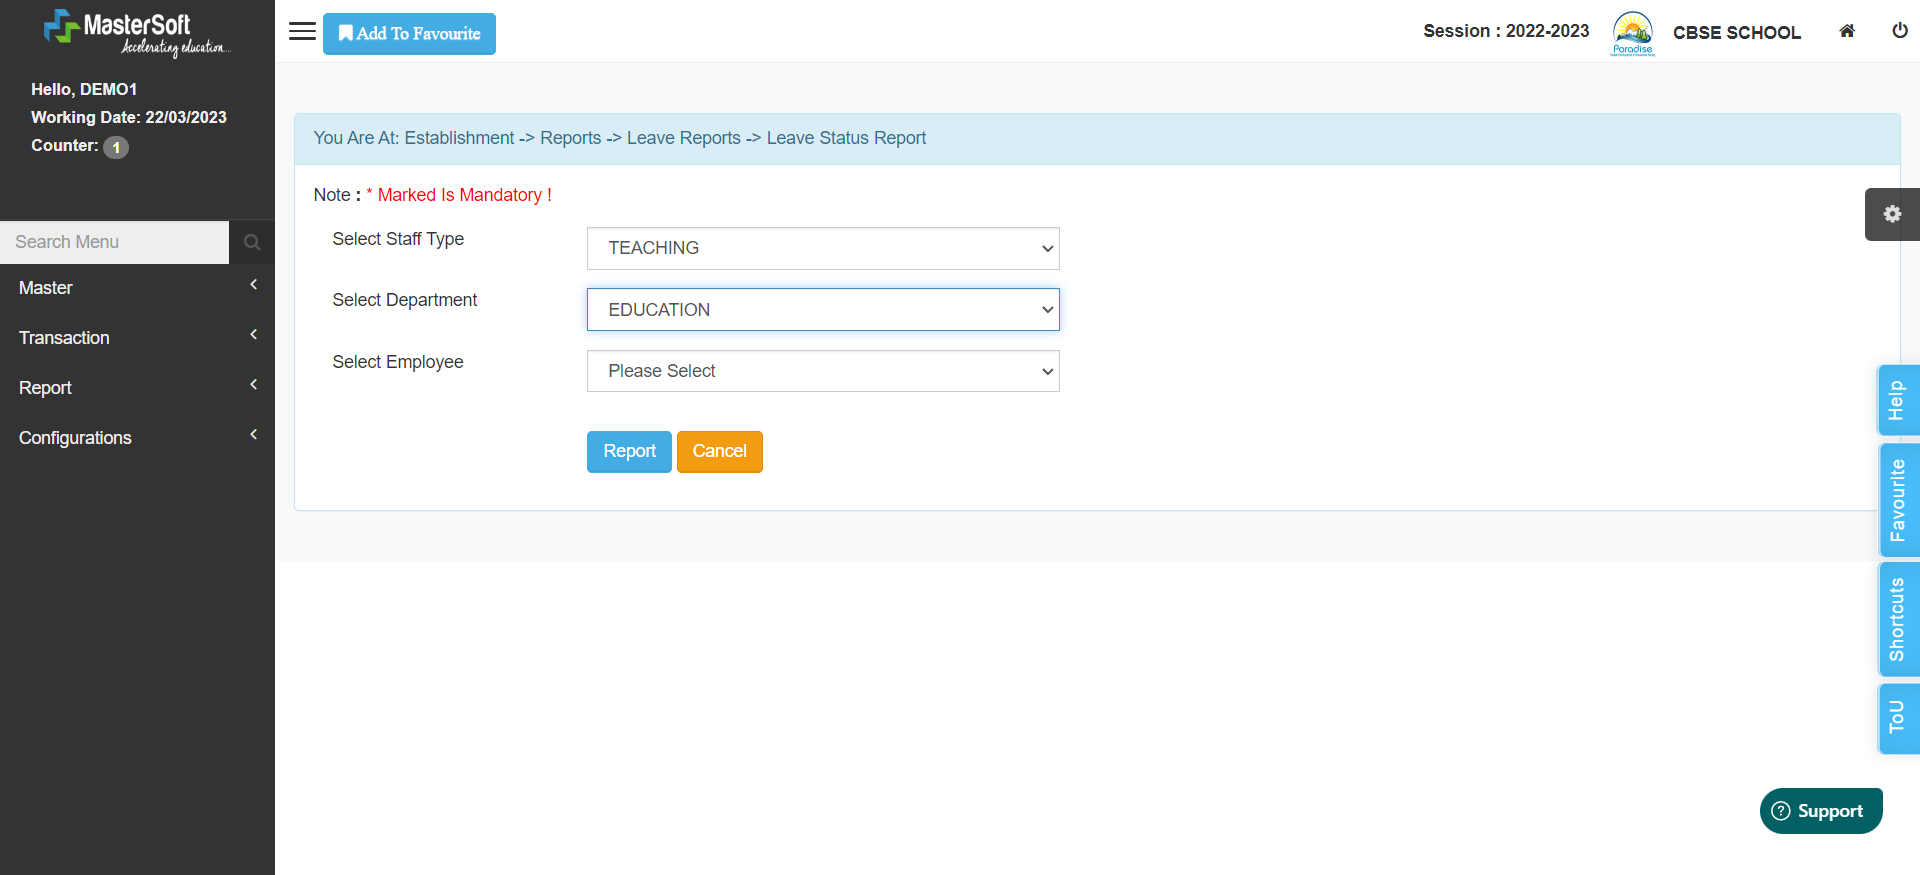 MasterSoft
Accelerating education...
Hello, DEMO1
Working Date: 22/03/2023
Counter: 1
Search Menu
Master
Transaction
Report
Configurations
Add To Favourite
Session : 2022-2023
Paradise
CBSE SCHOOL
You Are At: Establishment -> Reports -> Leave Reports -> Leave Status Report
Note : * Marked Is Mandatory !
Select Staff Type
TEACHING
Select Department
EDUCATION
Select Employee
Please Select
Report
Cancel
Help
Favourite
Shortcuts
ToU
? Support